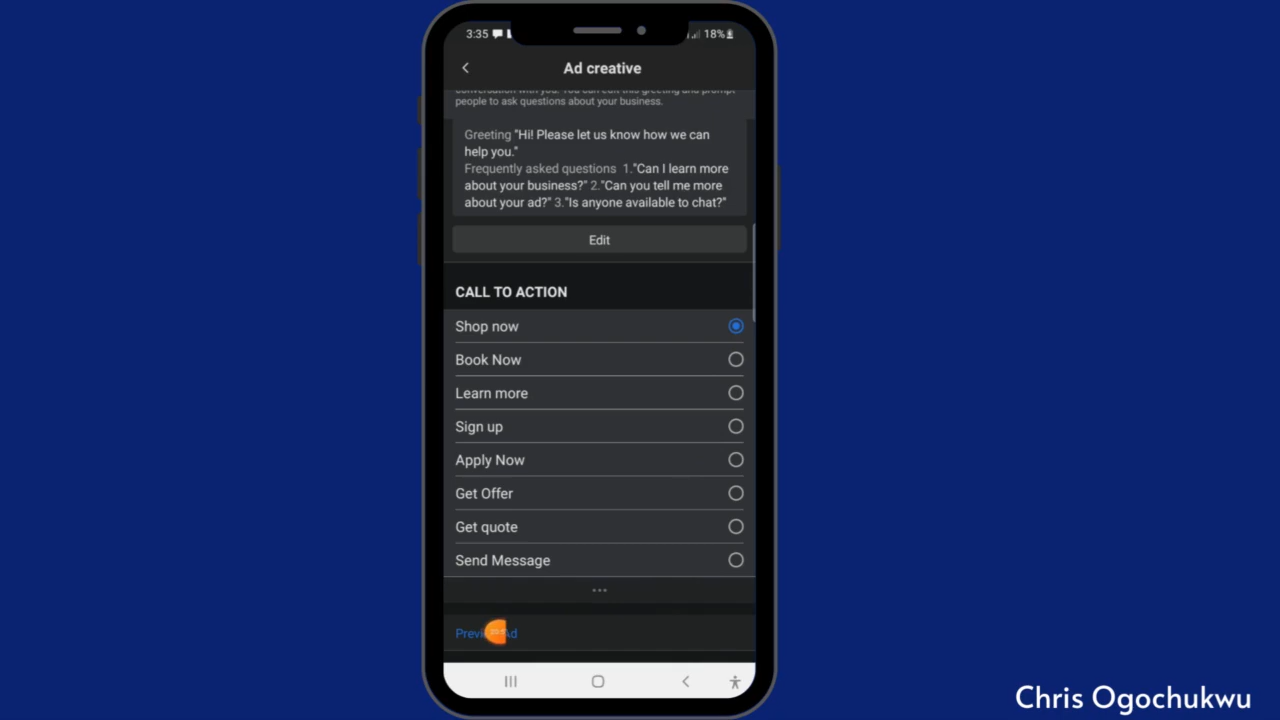 3:35
18%
Ad creative
conversation with you. You can edit this greeting and prompt
people to ask questions about your business.
Greeting "Hi! Please let us know how we can
help you."
Frequently asked questions 1."Can I learn more
about your business?" 2."Can you tell me more
about your ad?" 3."Is anyone available to chat?"
Edit
CALL TO ACTION
Shop now
Book Now
Learn more
Sign up
Apply Now
Get Offer
Get quote
Send Message
Chris Ogochukwu